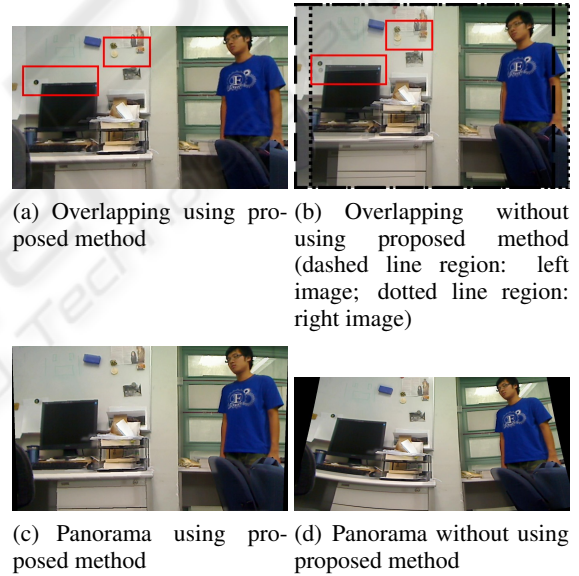 (a) Overlapping using pro-
posed method
(b) Overlapping without
using proposed method
(dashed line region: left
image; dotted line region:
right image)
(c) Panorama using pro-
posed method
(d) Panorama without using
proposed method